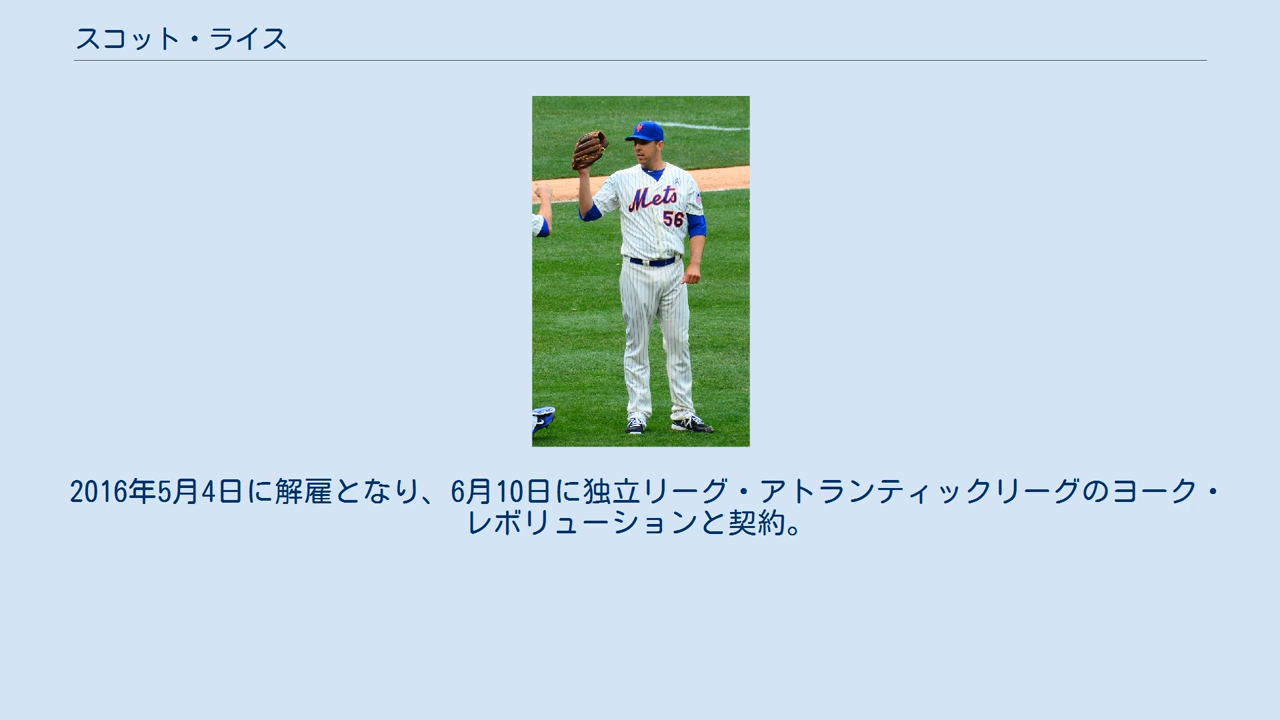 スコット・ライス
Mets
56
2016年5月4日に解雇となり、6月10日に独立リーグ・アトランティックリーグのヨーク・
レボリューションと契約。